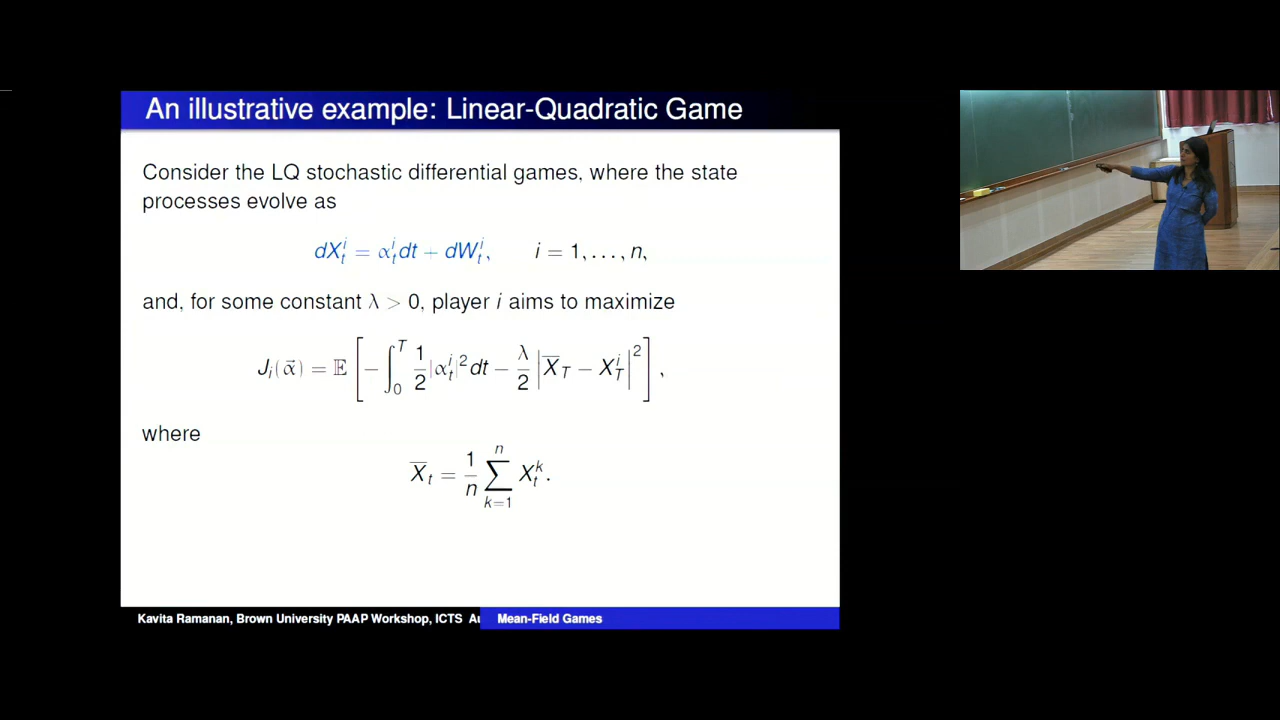 An illustrative example: Linear-Quadratic Game
Consider the LQ stochastic differential games, where the state
processes evolve as
dX_t^i = α_t^i dt + dW_t^i, i = 1, . . . , n,
and, for some constant λ > 0, player i aims to maximize
J_i(α⃗) = 𝔼 [ − ∫_0^T 1/2 |α_t^i|^2 dt − λ/2 | X̅_T − X_T^i |^2 ] ,
where
X̅_t = 1/n ∑_{k=1}^n X_t^k .
Kavita Ramanan, Brown University PAAP Workshop, ICTS Mean-Field Games